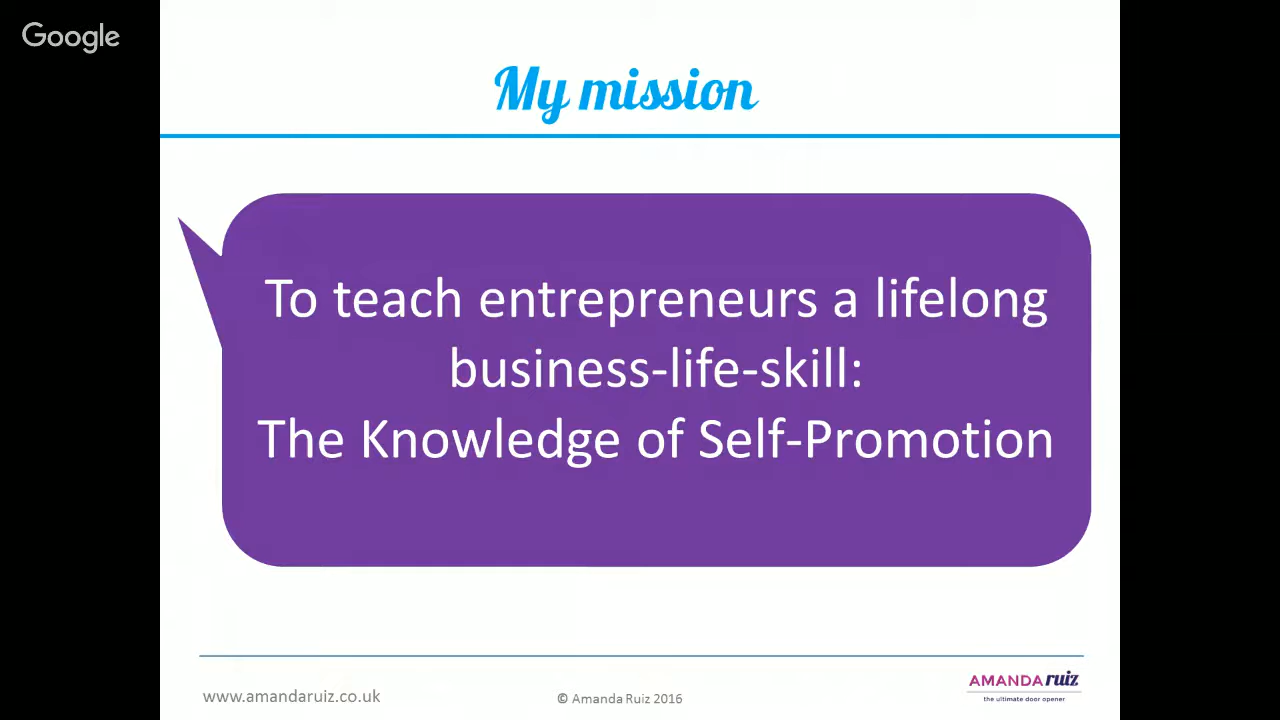 Google
My mission
To teach entrepreneurs a lifelong
business-life-skill:
The Knowledge of Self-Promotion
www.amandaruiz.co.uk
© Amanda Ruiz 2016
AMANDA ruiz
the ultimate door opener